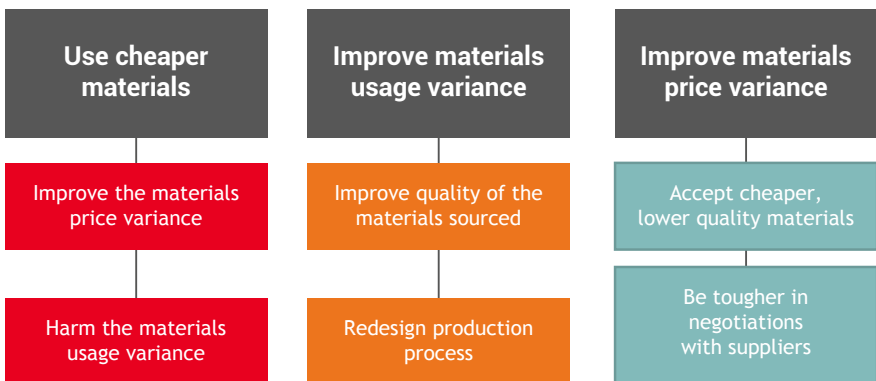 Use cheaper
materials
Improve the materials
price variance
Harm the materials
usage variance
Improve materials
usage variance
Improve quality of the
materials sourced
Redesign production
process
Improve materials
price variance
Accept cheaper,
lower quality materials
Be tougher in
negotiations
with suppliers